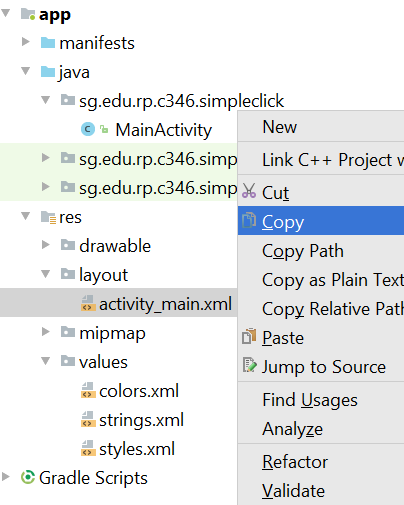 app
manifests
java
sg.edu.rp.c346.simpleclick
MainActivity
sg.edu.rp.c346.simp
sg.edu.rp.c346.simp
res
drawable
layout
activity_main.xml
mipmap
values
colors.xml
strings.xml
styles.xml
Gradle Scripts
New
Link C++ Project w
Cut
Copy
Copy Path
Copy as Plain Text
Copy Relative Path
Paste
Jump to Source
Find Usages
Analyze
Refactor
Validate